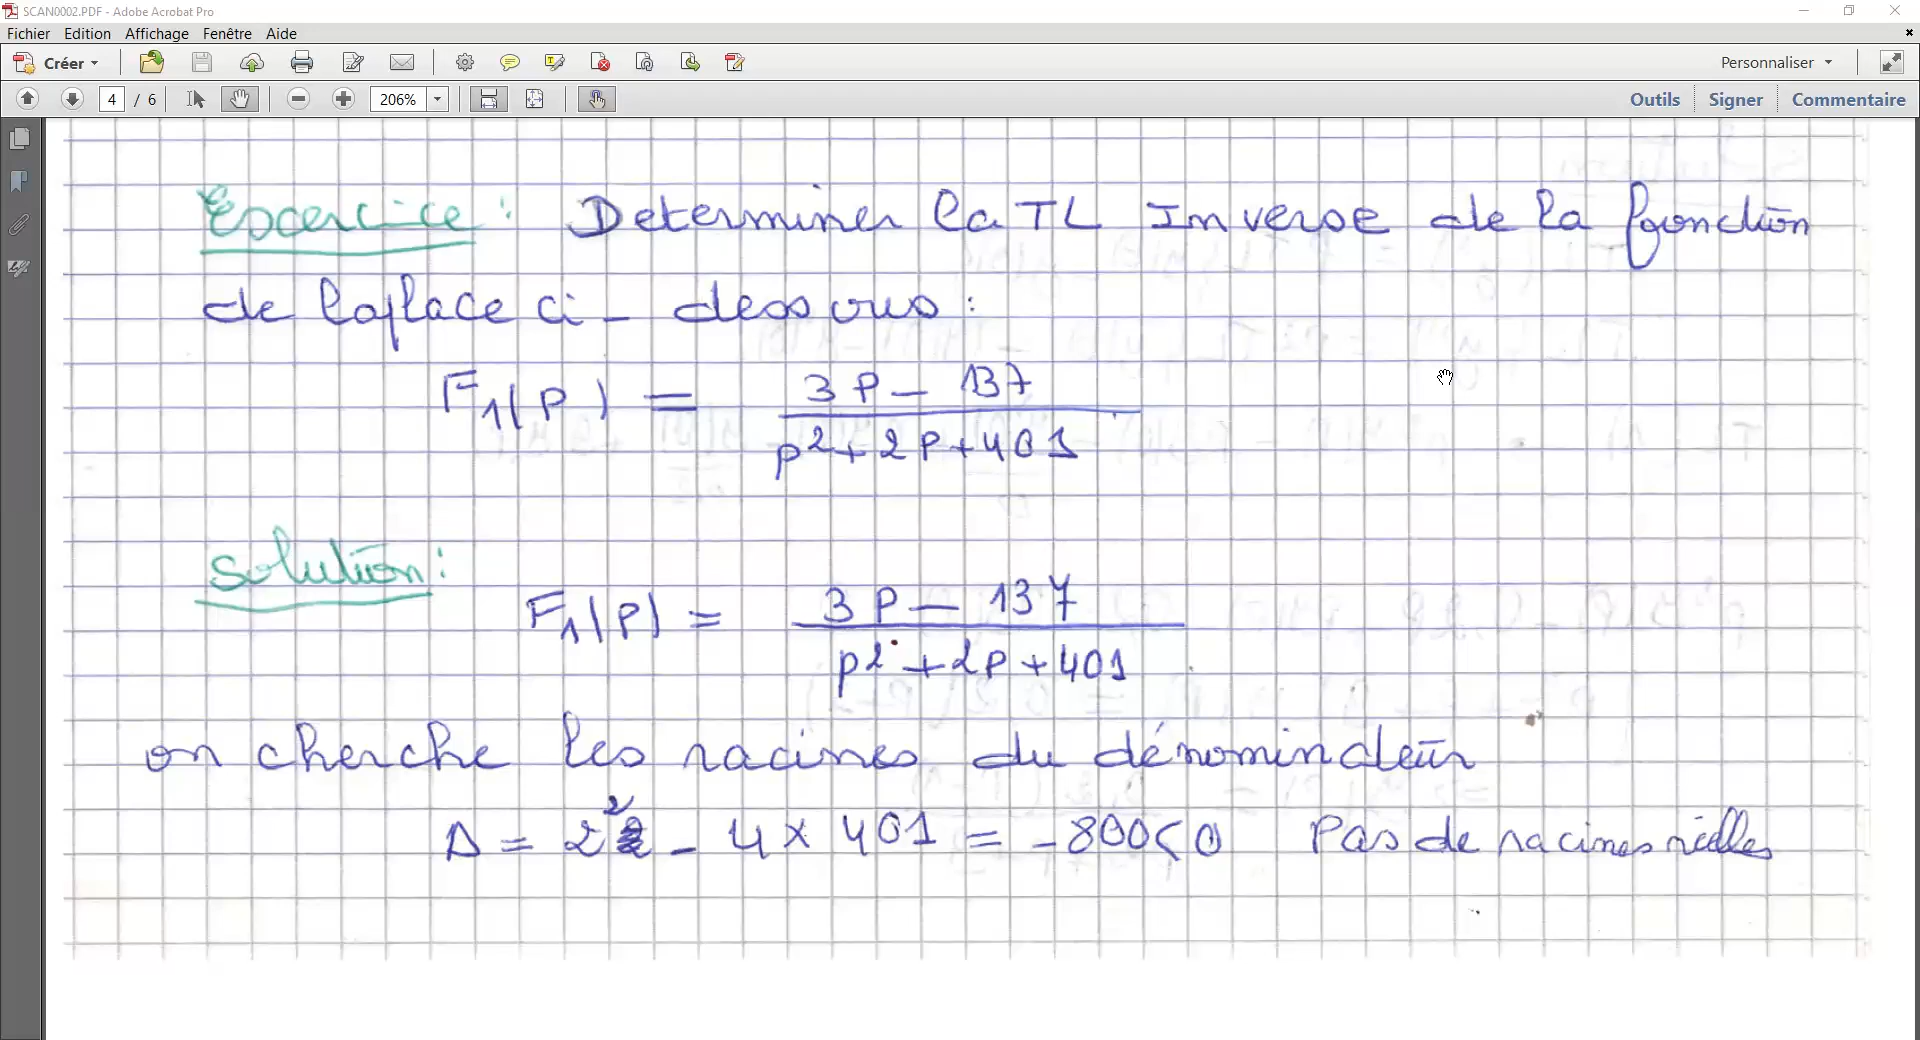 SCAN0002.PDF - Adobe Acrobat Pro
Fichier Edition Affichage Fenêtre Aide
Créer
Personnaliser
4 / 6
206%
Outils Signer Commentaire
Exercice : Determiner la TL Inverse de la fonction
de laplace ci - dessous :
F1(p) = 3P - 137
p²+2P+401
Solution :
F1(p) = 3P - 137
p²+2P+401
on cherche les racines du dénominateur
Δ = 2² - 4 x 401 = -800 < 0 Pas de racines réelles